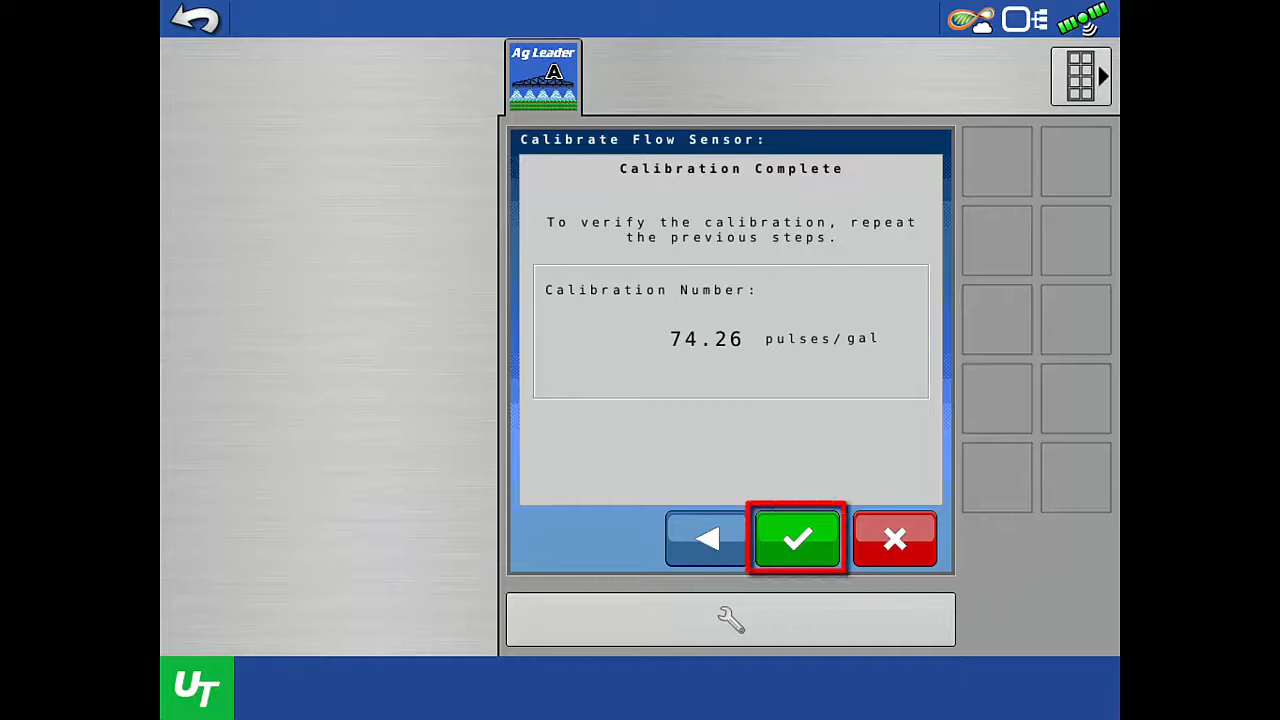 Ag Leader
A
Calibrate Flow Sensor:
Calibration Complete
To verify the calibration, repeat
the previous steps.
Calibration Number:
74.26 pulses/gal
UT